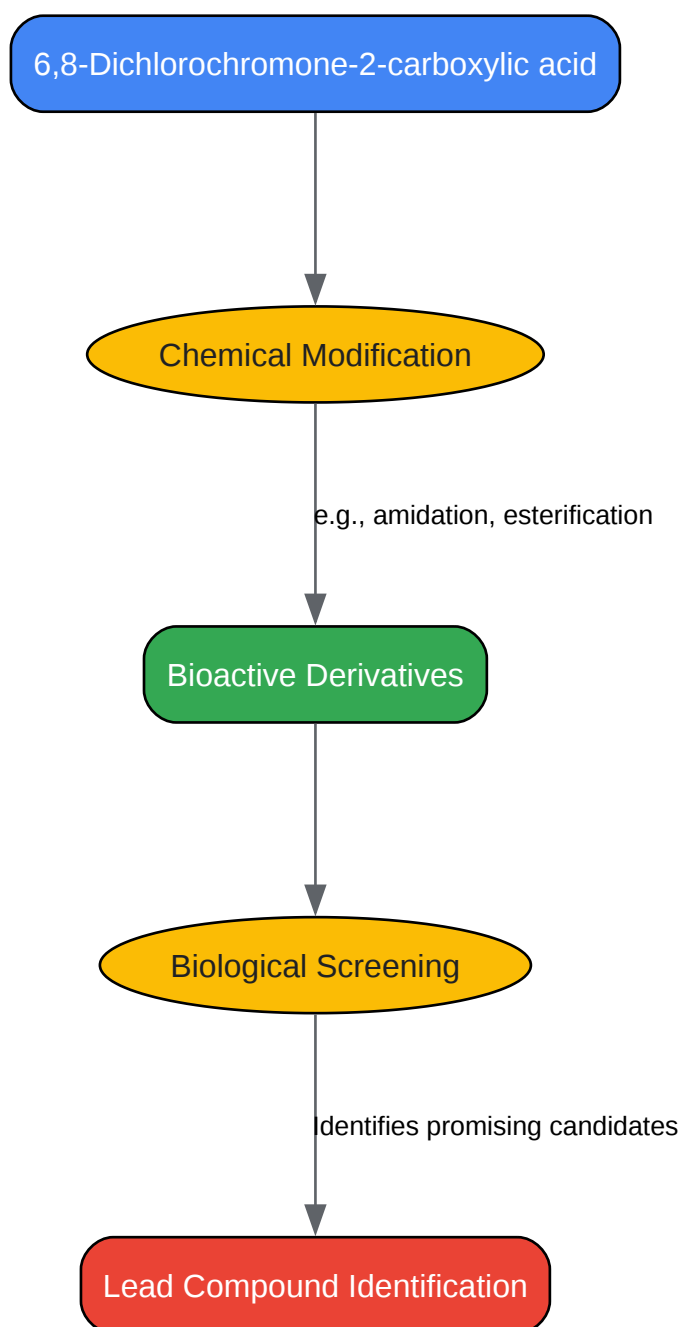 6,8-Dichlorochromone-2-carboxylic acid
Chemical Modification
e.g., amidation, esterification
Bioactive Derivatives
Biological Screening
Identifies promising candidates
Lead Compound Identification